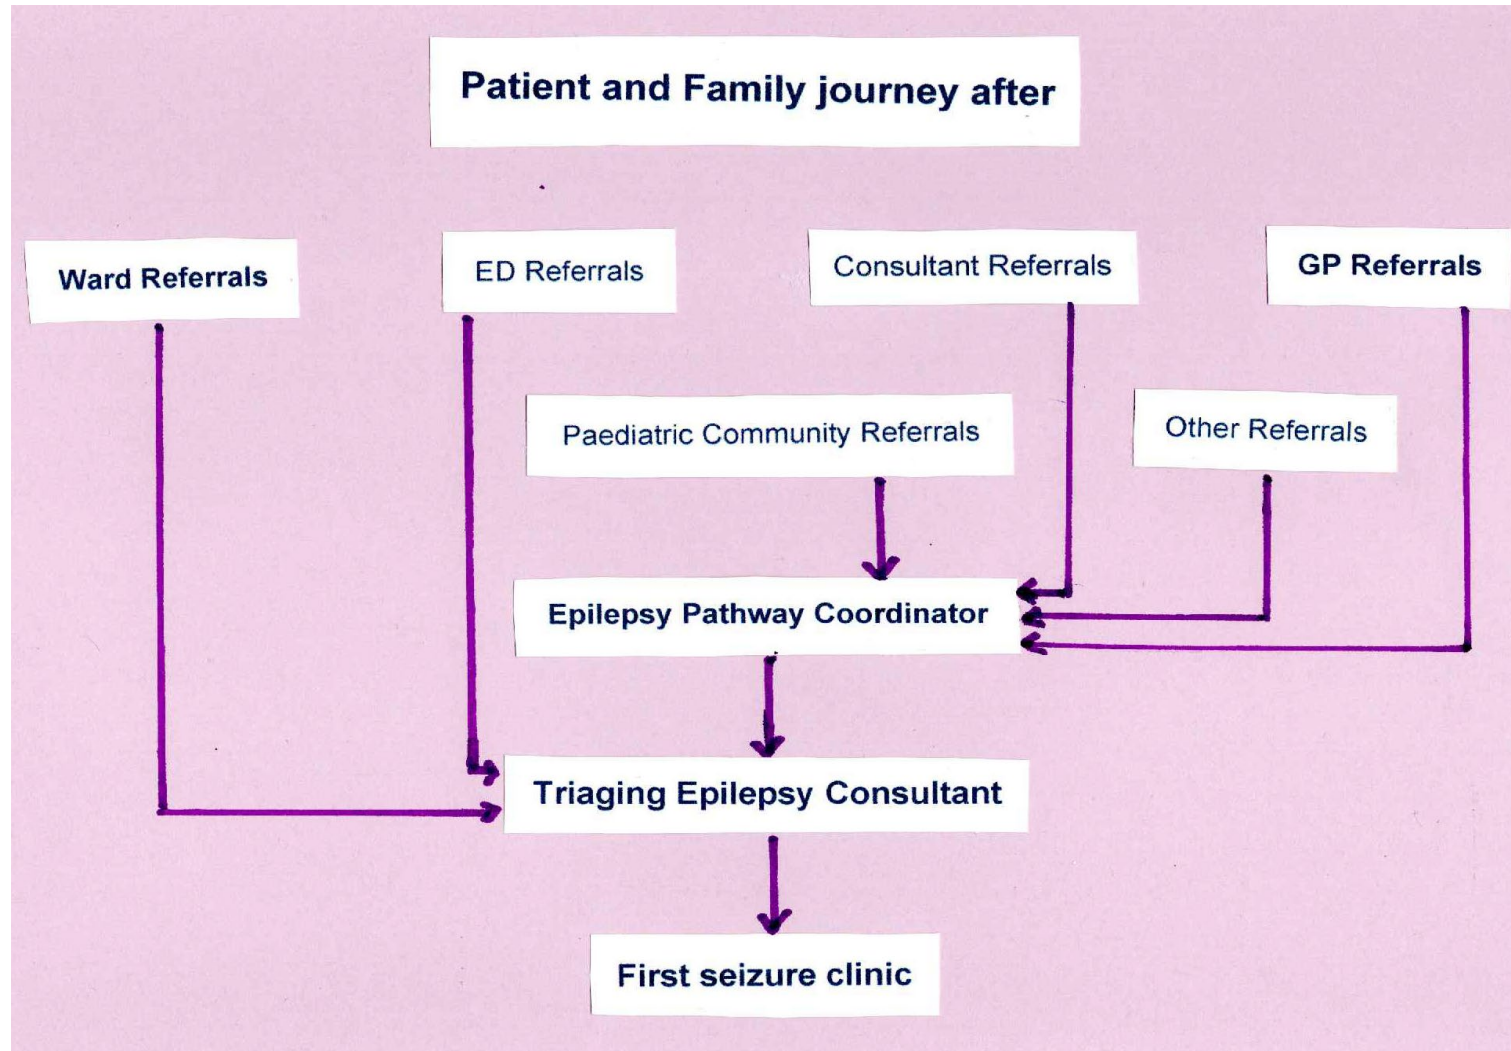 Patient and Family journey after
Ward Referrals
ED Referrals
Consultant Referrals
GP Referrals
Paediatric Community Referrals
Other Referrals
Epilepsy Pathway Coordinator
Triaging Epilepsy Consultant
First seizure clinic